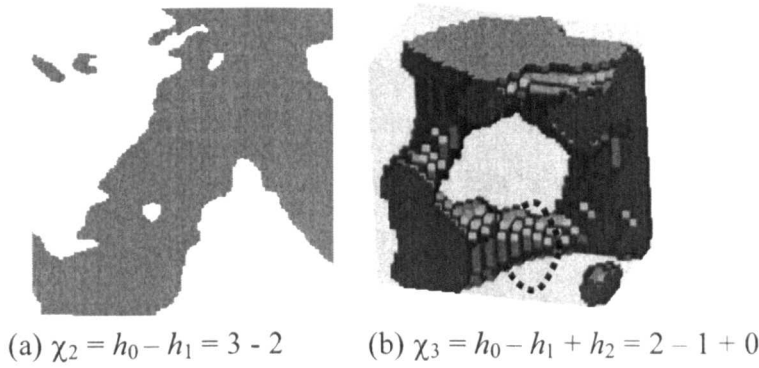 (a) χ₂ = h₀ – h₁ = 3 - 2
(b) χ₃ = h₀ – h₁ + h₂ = 2 – 1 + 0